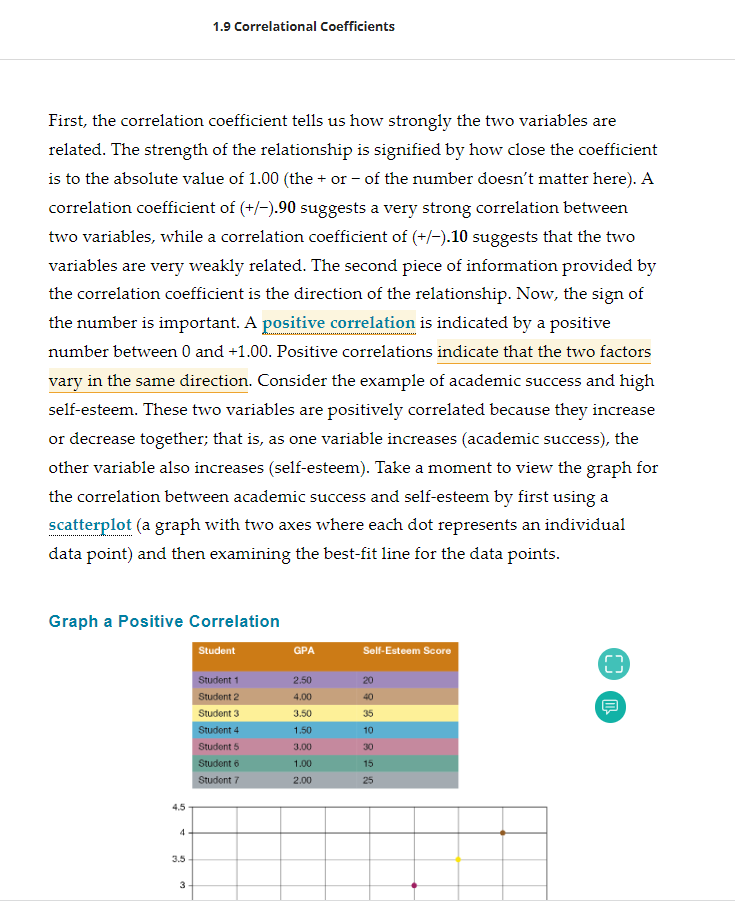 1.9 Correlational Coefficients
First, the correlation coefficient tells us how strongly the two variables are
related. The strength of the relationship is signified by how close the coefficient
is to the absolute value of 1.00 (the + or – of the number doesn’t matter here). A
correlation coefficient of (+/–).90 suggests a very strong correlation between
two variables, while a correlation coefficient of (+/–).10 suggests that the two
variables are very weakly related. The second piece of information provided by
the correlation coefficient is the direction of the relationship. Now, the sign of
the number is important. A positive correlation is indicated by a positive
number between 0 and +1.00. Positive correlations indicate that the two factors
vary in the same direction. Consider the example of academic success and high
self-esteem. These two variables are positively correlated because they increase
or decrease together; that is, as one variable increases (academic success), the
other variable also increases (self-esteem). Take a moment to view the graph for
the correlation between academic success and self-esteem by first using a
scatterplot (a graph with two axes where each dot represents an individual
data point) and then examining the best-fit line for the data points.
Graph a Positive Correlation
Student GPA Self-Esteem Score
Student 1 2.50 20
Student 2 4.00 40
Student 3 3.50 35
Student 4 1.50 10
Student 5 3.00 30
Student 6 1.00 15
Student 7 2.00 25
4.5
4
3.5
3